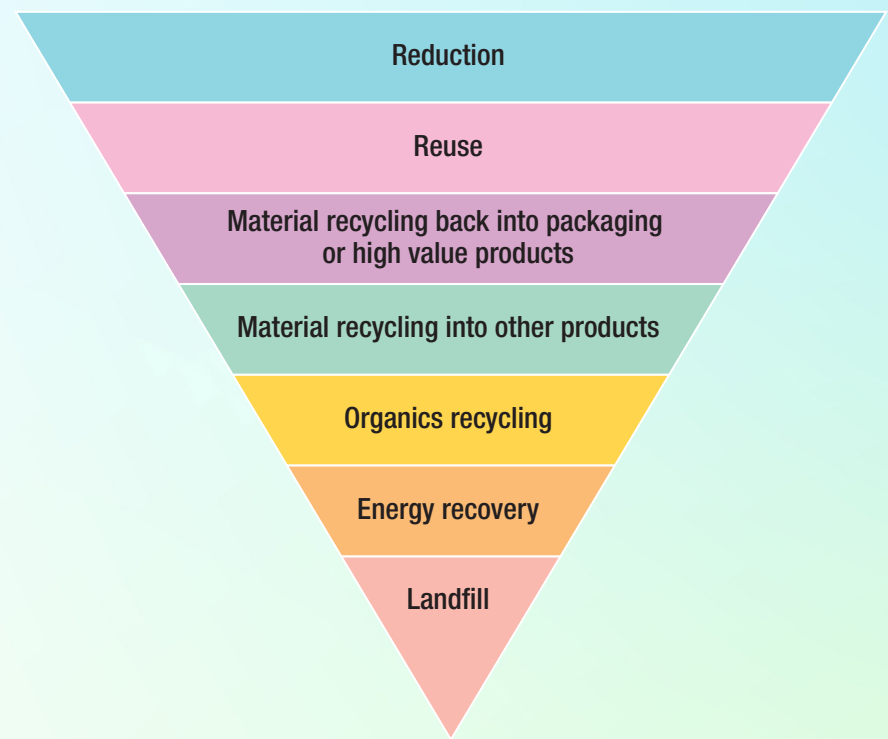 Reduction
Reuse
Material recycling back into packaging
or high value products
Material recycling into other products
Organics recycling
Energy recovery
Landfill